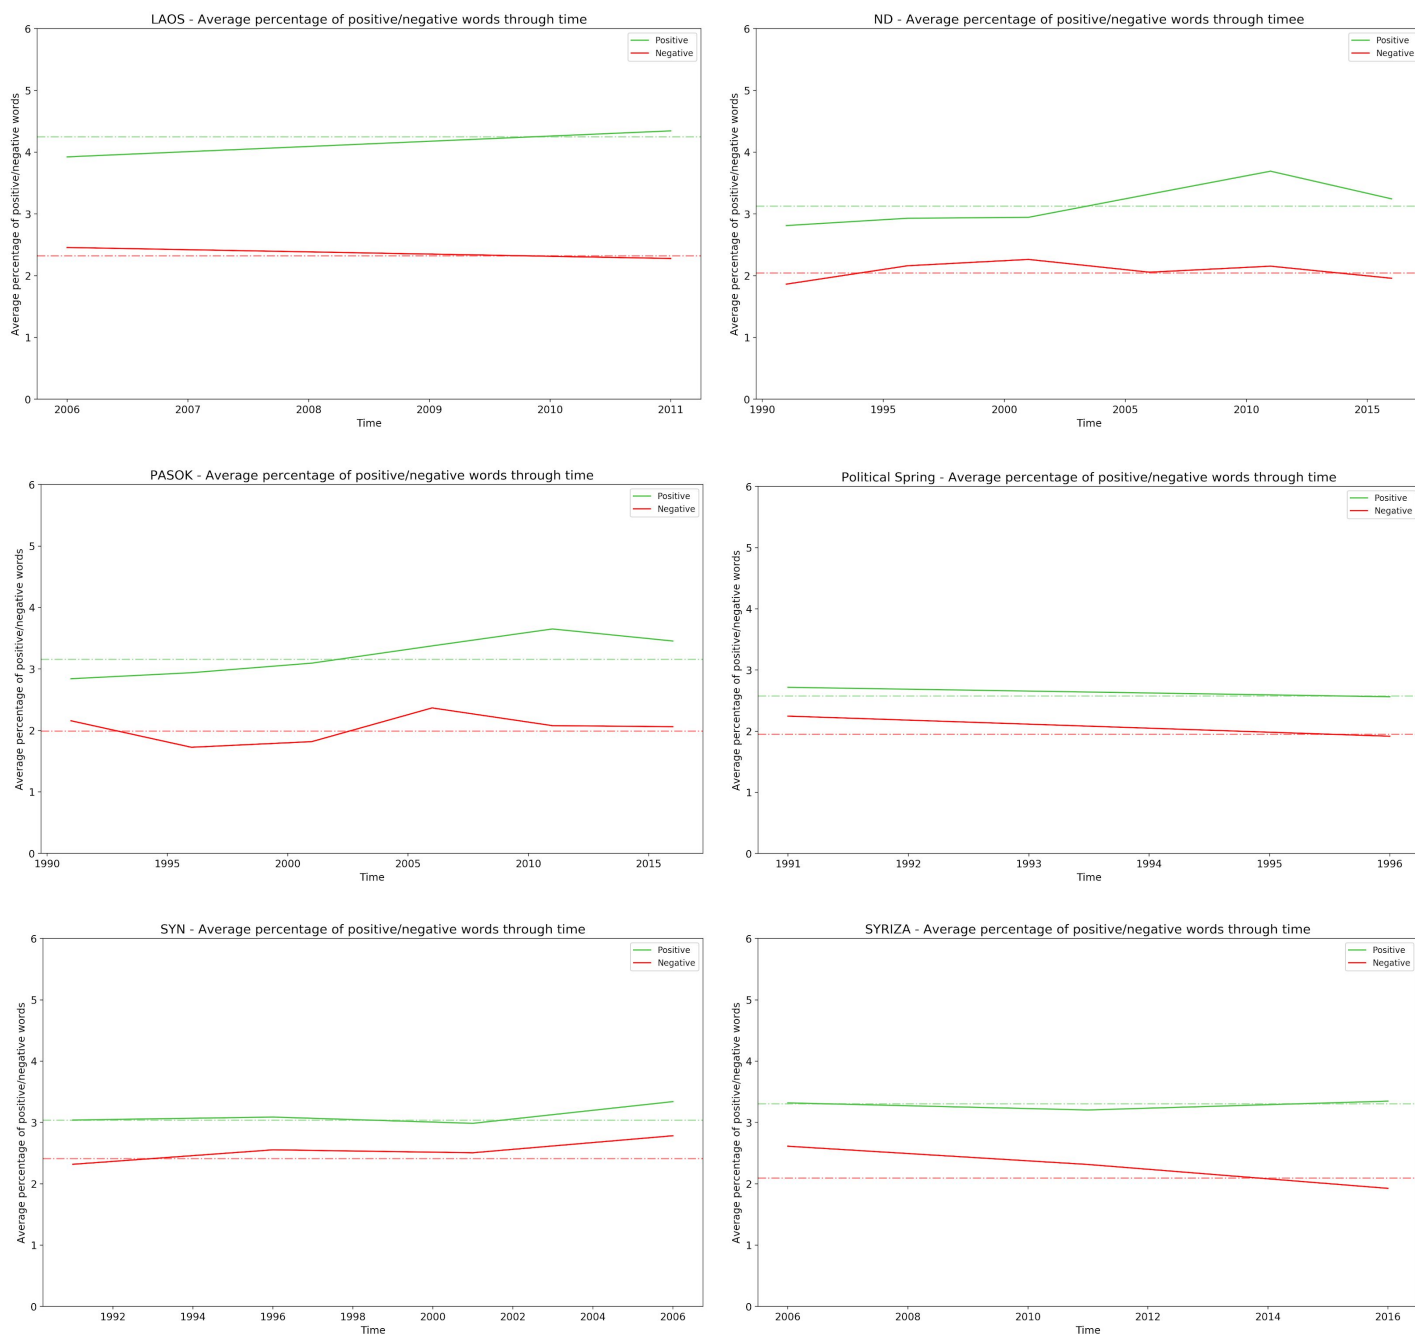 LAOS - Average percentage of positive/negative words through time
Positive
Negative
Average percentage of positive/negative words
6
5
4
3
2
1
0
2006 2007 2008 2009 2010 2011
Time
ND - Average percentage of positive/negative words through timee
Positive
Negative
Average percentage of positive/negative words
6
5
4
3
2
1
0
1990 1995 2000 2005 2010 2015
Time
PASOK - Average percentage of positive/negative words through time
Positive
Negative
Average percentage of positive/negative words
6
5
4
3
2
1
0
1990 1995 2000 2005 2010 2015
Time
Political Spring - Average percentage of positive/negative words through time
Positive
Negative
Average percentage of positive/negative words
6
5
4
3
2
1
0
1991 1992 1993 1994 1995 1996
Time
SYN - Average percentage of positive/negative words through time
Positive
Negative
Average percentage of positive/negative words
6
5
4
3
2
1
0
1992 1994 1996 1998 2000 2002 2004 2006
Time
SYRIZA - Average percentage of positive/negative words through time
Positive
Negative
Average percentage of positive/negative words
6
5
4
3
2
1
0
2006 2008 2010 2012 2014 2016
Time